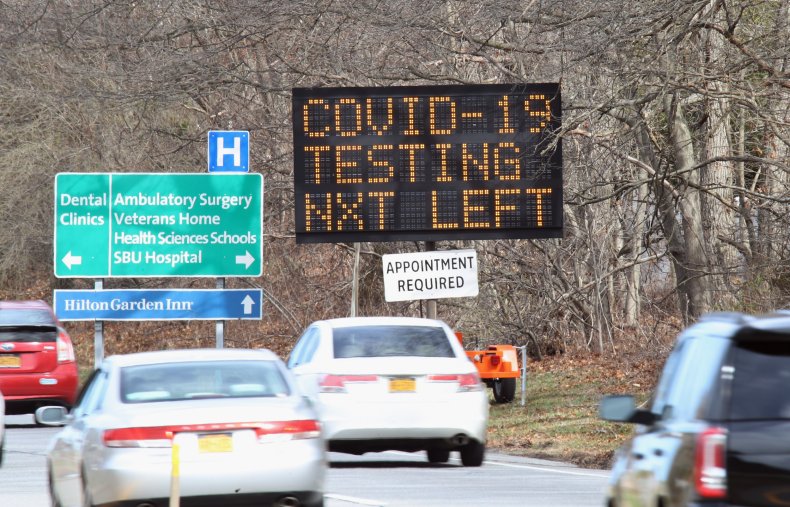 COVID-19
TESTING
NXT LEFT
H
Dental
Clinics
Ambulatory Surgery
Veterans Home
Health Sciences Schools
SBU Hospital
Hilton Garden Inn
APPOINTMENT
REQUIRED